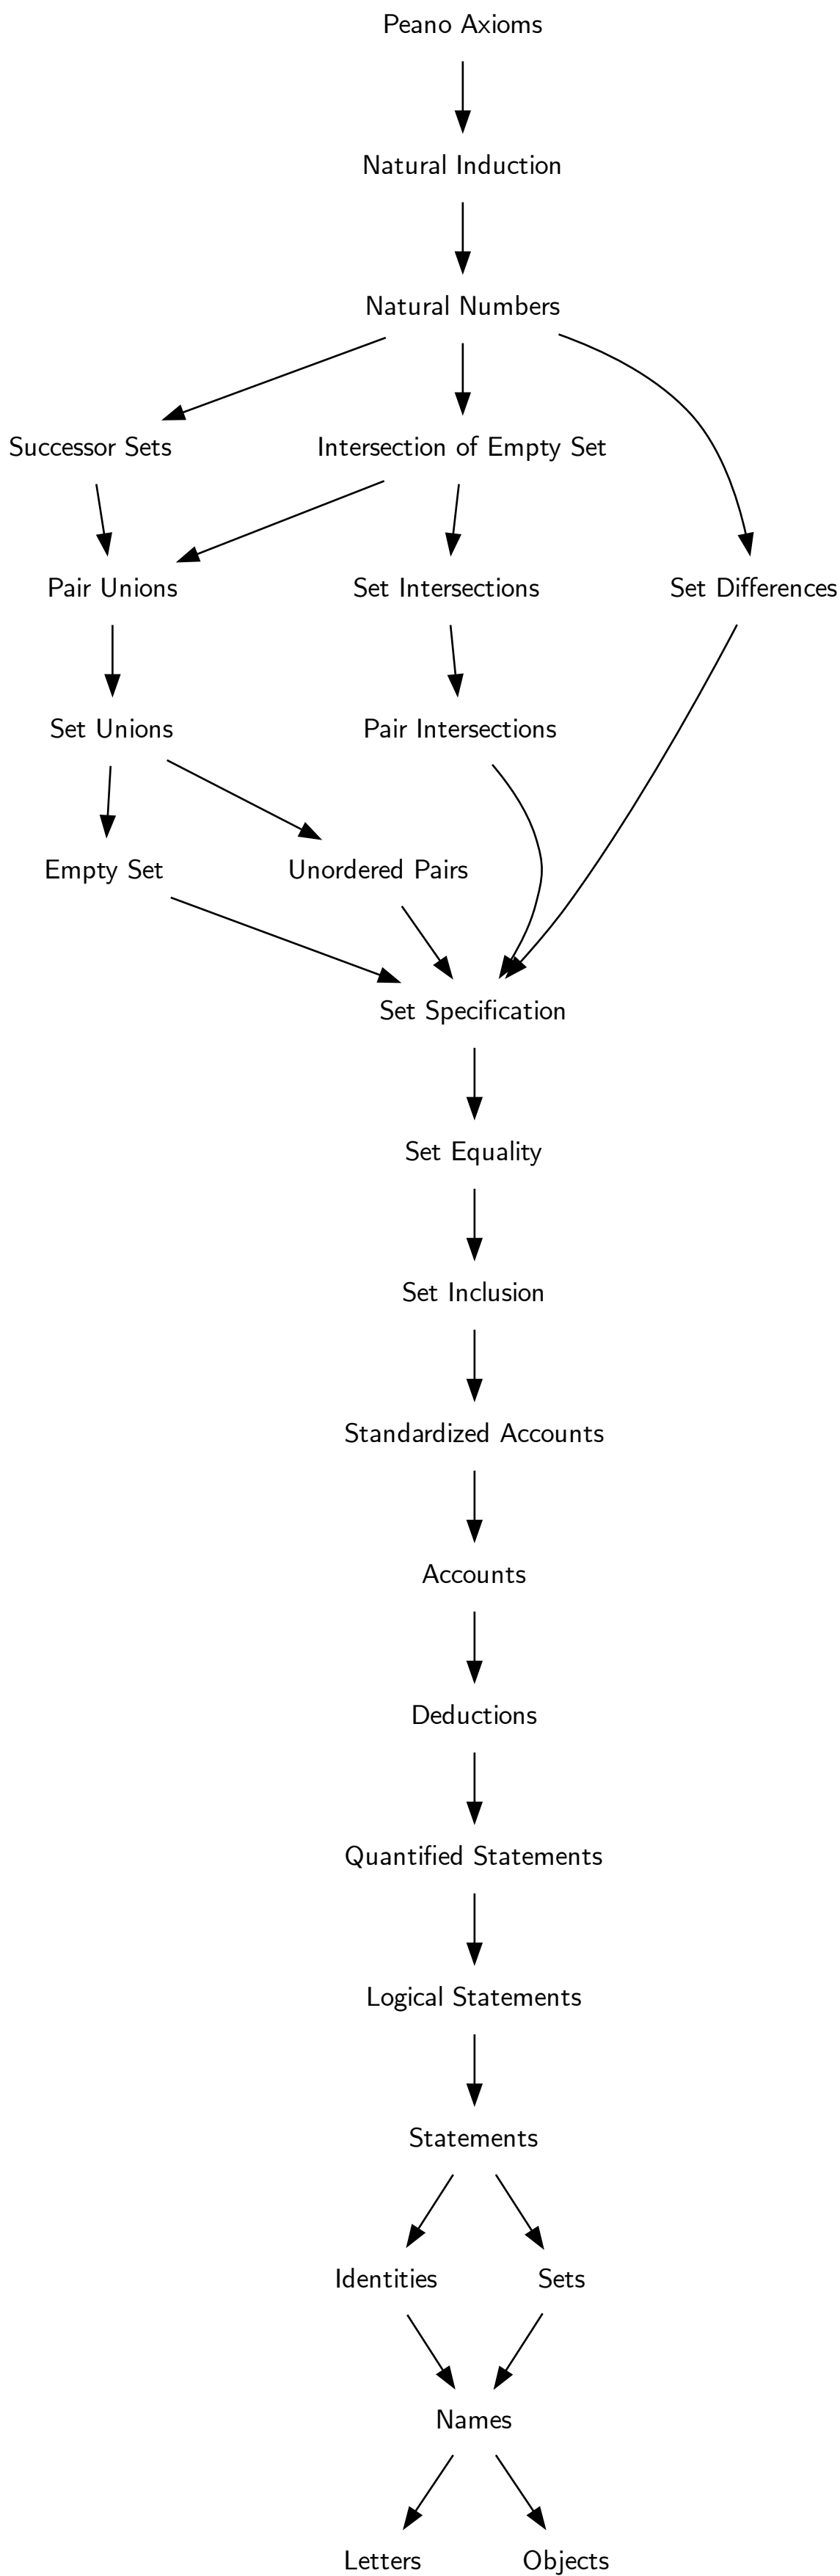 Peano Axioms
Natural Induction
Natural Numbers
Successor Sets
Intersection of Empty Set
Pair Unions
Set Intersections
Set Differences
Set Unions
Pair Intersections
Empty Set
Unordered Pairs
Set Specification
Set Equality
Set Inclusion
Standardized Accounts
Accounts
Deductions
Quantified Statements
Logical Statements
Statements
Identities
Sets
Names
Letters
Objects